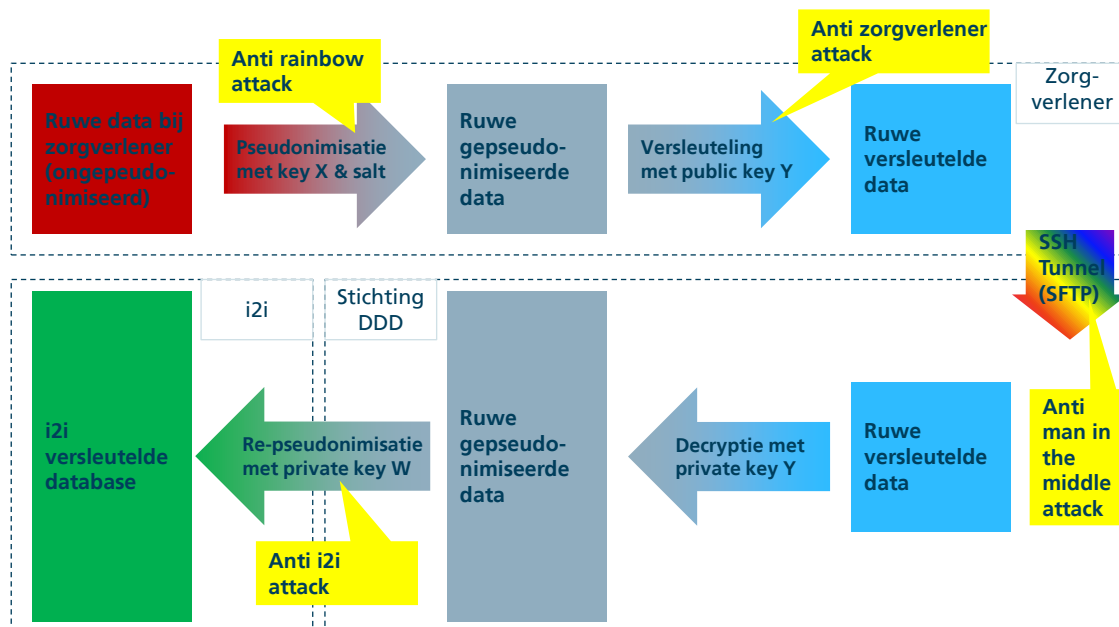 Anti rainbow
attack
Anti zorgverlener
attack
Zorg-
verlener
Ruwe data bij
zorgverlener
(ongepeudo-
nimiseerd)
Pseudonimisatie
met key X & salt
Ruwe
gepseudo-
nimiseerde
data
Versleuteling
met public key Y
Ruwe
versleutelde
data
SSH
Tunnel
(SFTP)
i2i
Stichting
DDD
i2i
versleutelde
database
Re-pseudonimisatie
met private key W
Ruwe
gepseudo-
nimiseerde
data
Decryptie met
private key Y
Ruwe
versleutelde
data
Anti
man in
the
middle
attack
Anti i2i
attack